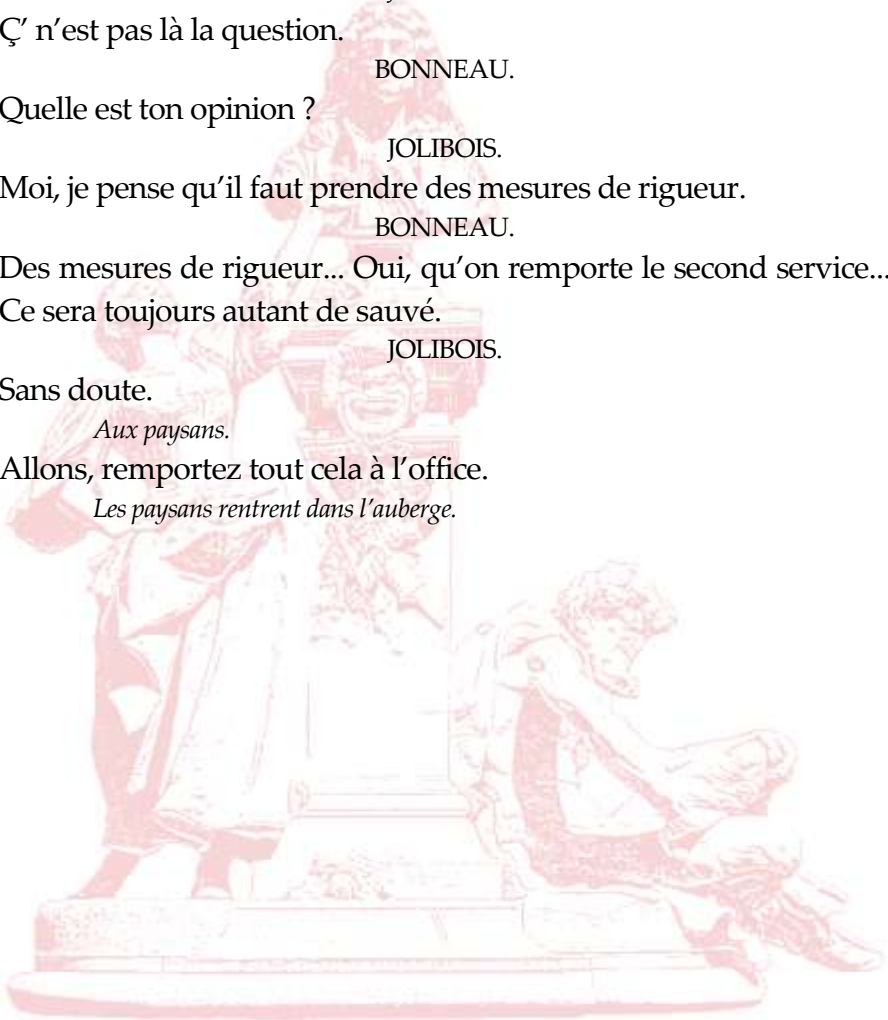 Ç’ n’est pas là la question.
BONNEAU.
Quelle est ton opinion ?
JOLIBOIS.
Moi, je pense qu’il faut prendre des mesures de rigueur.
BONNEAU.
Des mesures de rigueur... Oui, qu’on remporte le second service...
Ce sera toujours autant de sauvé.
JOLIBOIS.
Sans doute.
Aux paysans.
Allons, remportez tout cela à l’office.
Les paysans rentrent dans l’auberge.